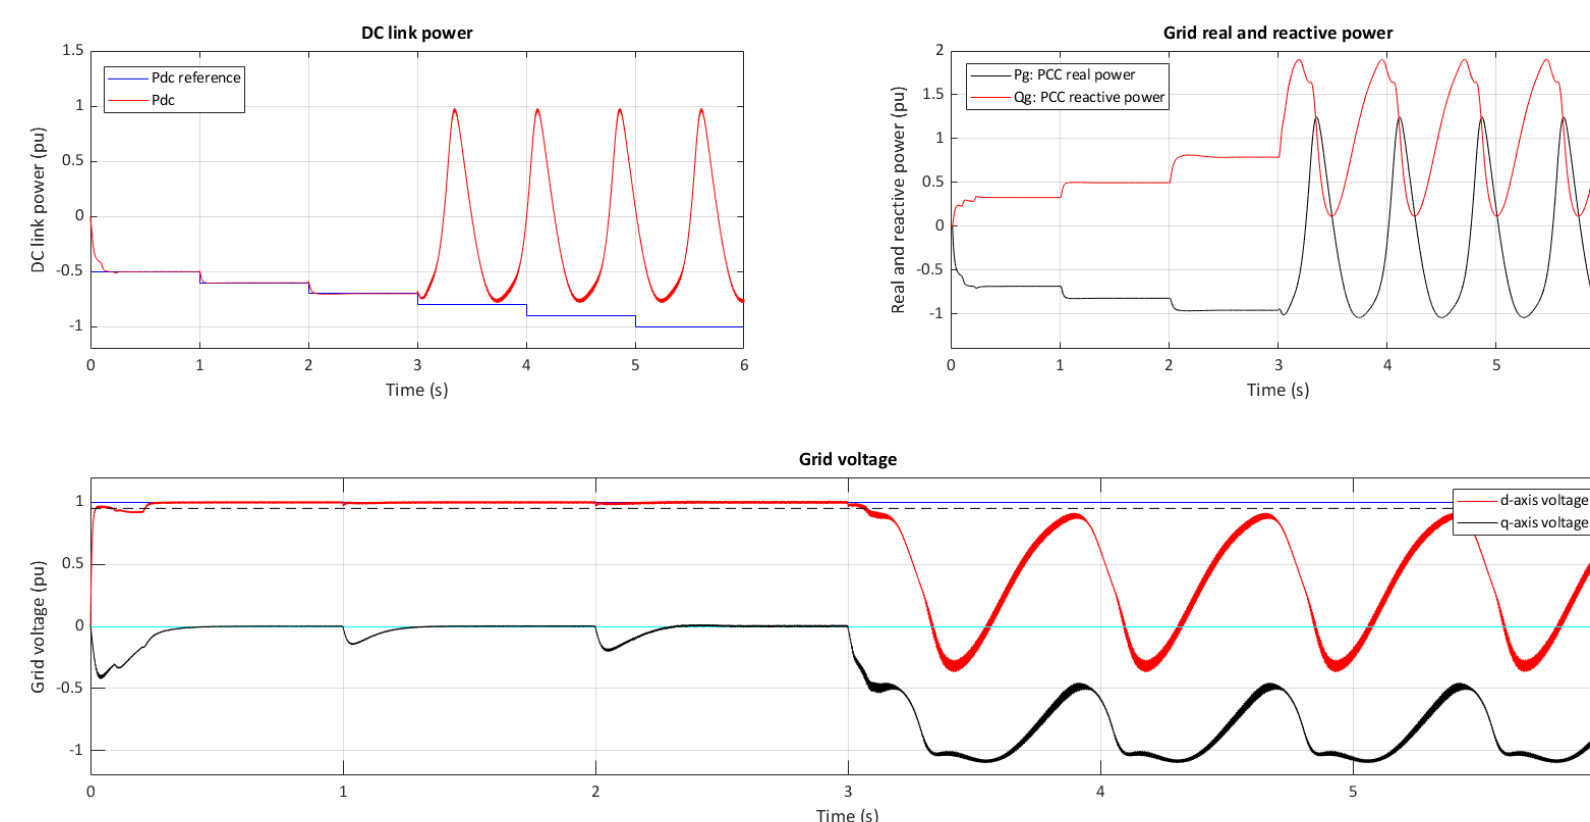 DC link power
1.5
1
0.5
0
-0.5
-1
DC link power (pu)
Pdc reference
Pdc
0 1 2 3 4 5 6
Time (s)
Grid real and reactive power
2
1.5
1
0.5
0
-0.5
-1
Real and reactive power (pu)
Pg: PCC real power
Qg: PCC reactive power
0 1 2 3 4 5
Time (s)
Grid voltage
1
0.5
0
-0.5
-1
Grid voltage (pu)
d-axis voltage
q-axis voltage
0 1 2 3 4 5
Time (s)